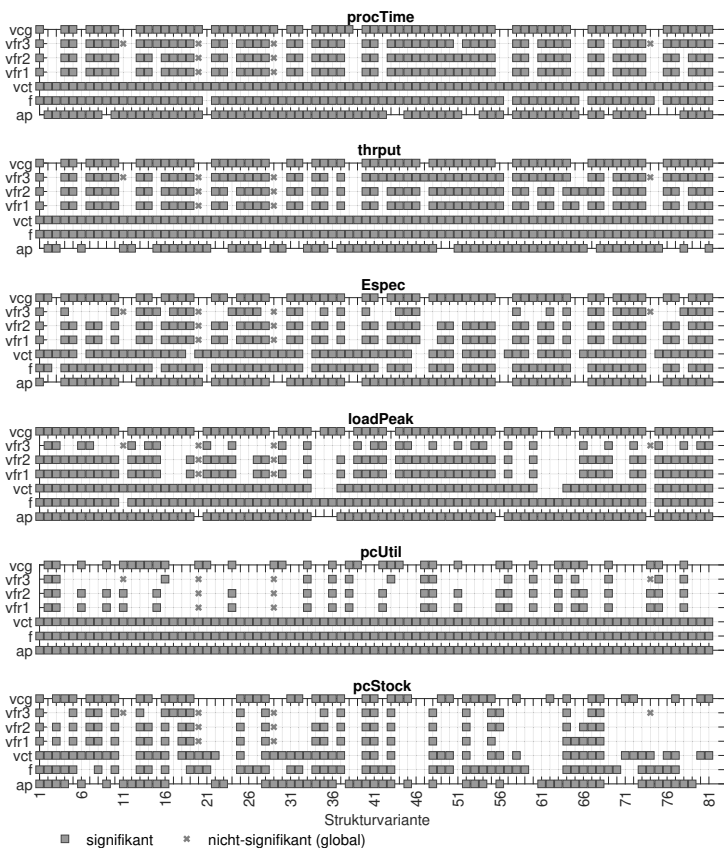 procTime
vcg
vfr3
vfr2
vfr1
vct
f
ap
thrput
vcg
vfr3
vfr2
vfr1
vct
f
ap
Espec
vcg
vfr3
vfr2
vfr1
vct
f
ap
loadPeak
vcg
vfr3
vfr2
vfr1
vct
f
ap
pcUtil
vcg
vfr3
vfr2
vfr1
vct
f
ap
pcStock
vcg
vfr3
vfr2
vfr1
vct
f
ap
1 6 11 16 21 26 31 36 41 46 51 56 61 66 71 76 81
Strukturvariante
signifikant nicht-signifikant (global)